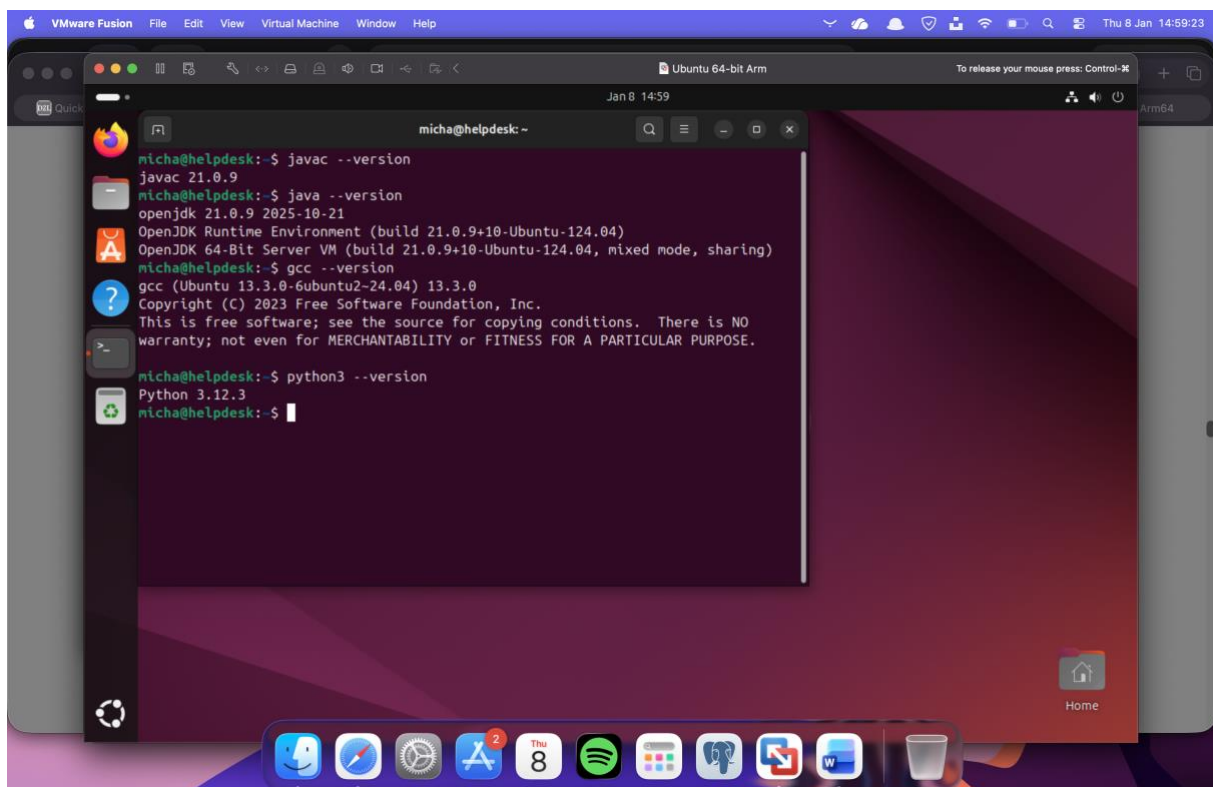 VMware Fusion File Edit View Virtual Machine Window Help Thu 8 Jan 14:59:23
Ubuntu 64-bit Arm To release your mouse press: Control-⌘
D2L Quick Arm64
Jan 8 14:59
micha@helpdesk: ~
micha@helpdesk:~$ javac --version
javac 21.0.9
micha@helpdesk:~$ java --version
openjdk 21.0.9 2025-10-21
OpenJDK Runtime Environment (build 21.0.9+10-Ubuntu-124.04)
OpenJDK 64-Bit Server VM (build 21.0.9+10-Ubuntu-124.04, mixed mode, sharing)
micha@helpdesk:~$ gcc --version
gcc (Ubuntu 13.3.0-6ubuntu2~24.04) 13.3.0
Copyright (C) 2023 Free Software Foundation, Inc.
This is free software; see the source for copying conditions.  There is NO
warranty; not even for MERCHANTABILITY or FITNESS FOR A PARTICULAR PURPOSE.
micha@helpdesk:~$ python3 --version
Python 3.12.3
micha@helpdesk:~$
Home
2
Thu
8
W